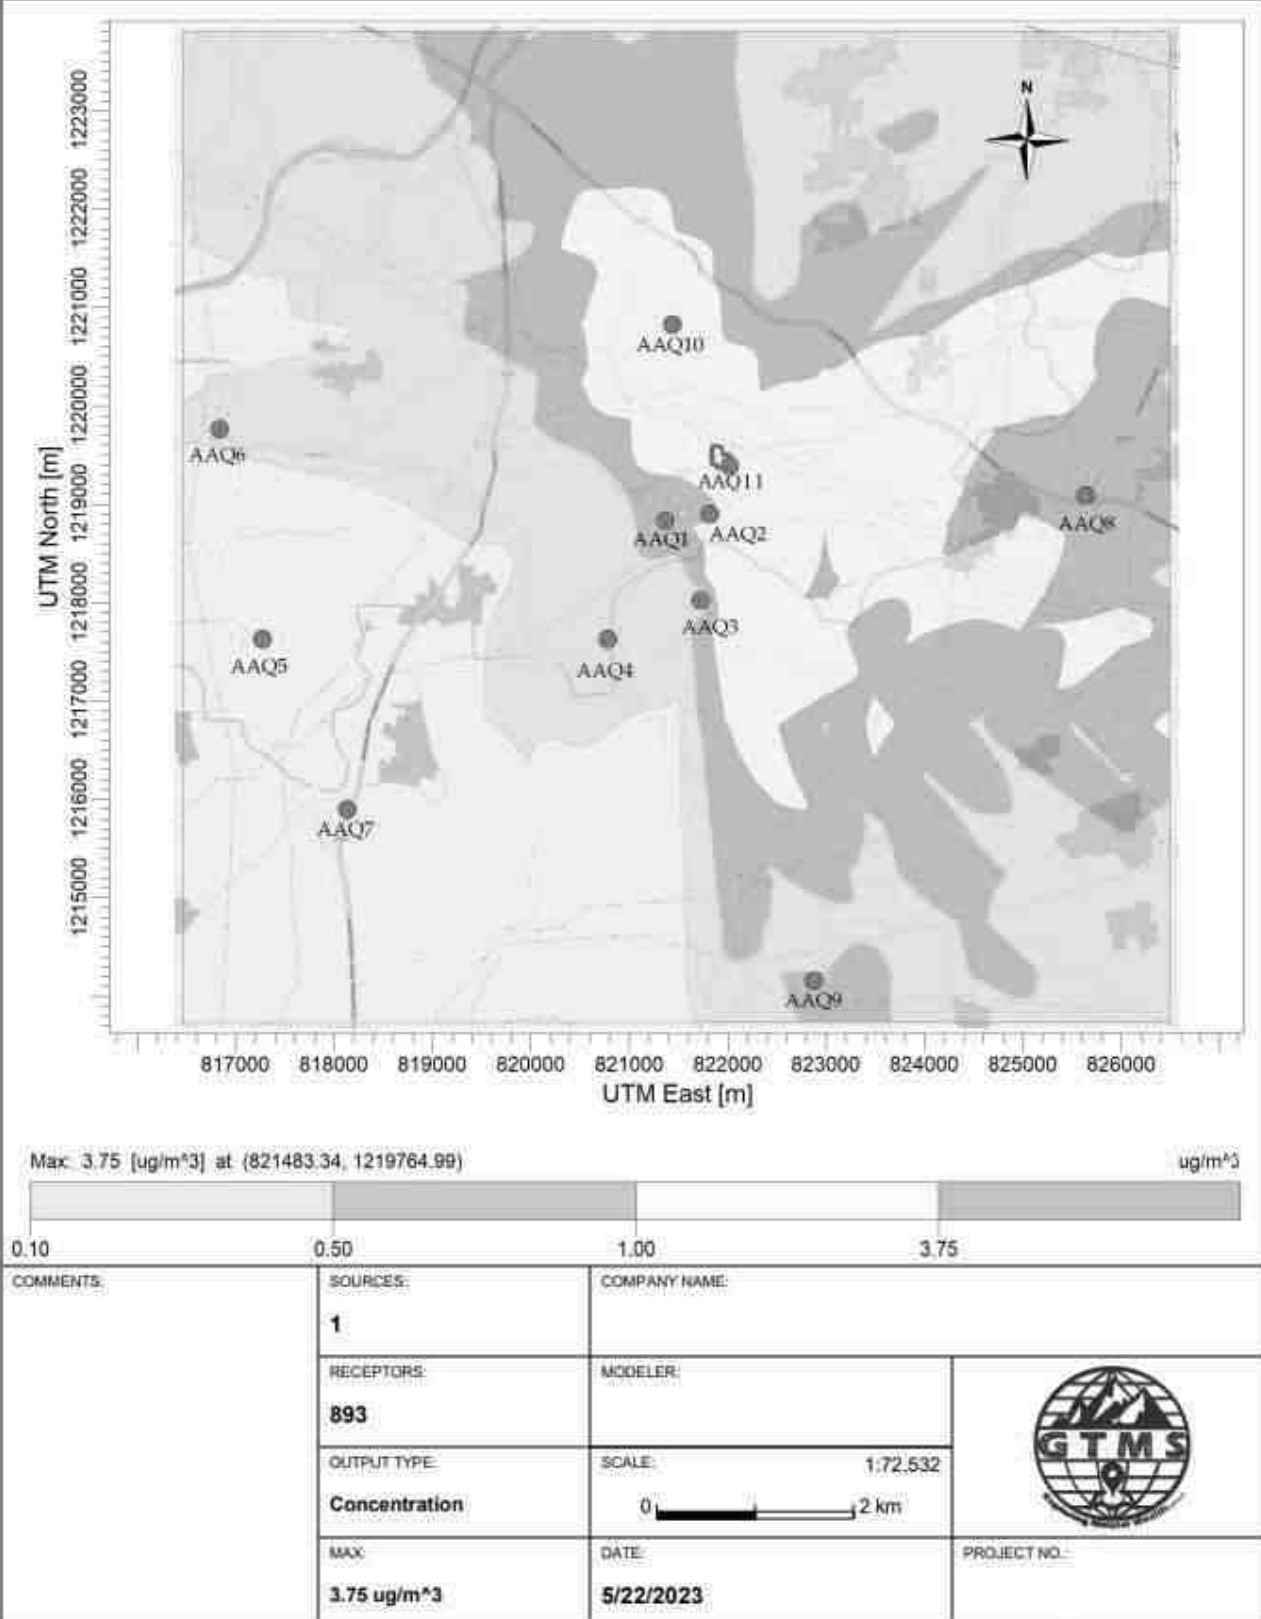 N
1223000
1222000
1221000
1220000
1219000
1218000
1217000
1216000
1215000
UTM North [m]
AAQ10
AAQ6
AAQ11
AAQ1
AAQ2
AAQ8
AAQ3
AAQ5
AAQ4
AAQ7
AAQ9
817000 818000 819000 820000 821000 822000 823000 824000 825000 826000
UTM East [m]
Max: 3.75 [ug/m^3] at (821483.34, 1219764.99)
ug/m^3
0.10 0.50 1.00 3.75
COMMENTS:
SOURCES:
1
COMPANY NAME:
RECEPTORS:
893
MODELER:
OUTPUT TYPE:
Concentration
SCALE: 1:72,532
0 2 km
MAX:
3.75 ug/m^3
DATE:
5/22/2023
PROJECT NO.:
GTMS